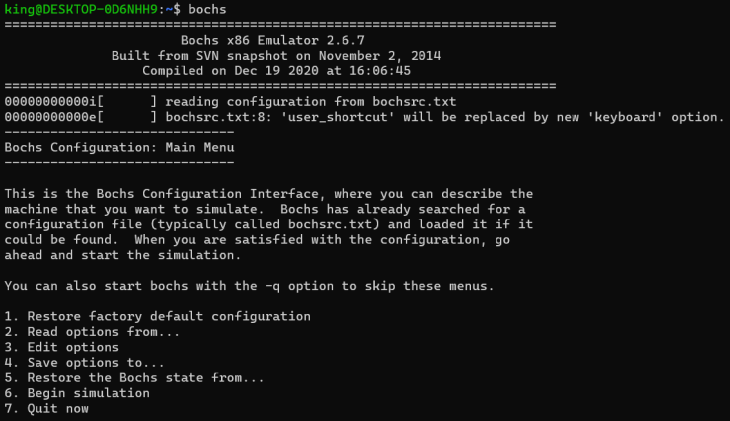 king@DESKTOP-0D6NHH9:~$ bochs
========================================================================
Bochs x86 Emulator 2.6.7
Built from SVN snapshot on November 2, 2014
Compiled on Dec 19 2020 at 16:06:45
========================================================================
00000000000i[      ] reading configuration from bochsrc.txt
00000000000e[      ] bochsrc.txt:8: 'user_shortcut' will be replaced by new 'keyboard' option.
------------------------------
Bochs Configuration: Main Menu
------------------------------
This is the Bochs Configuration Interface, where you can describe the
machine that you want to simulate.  Bochs has already searched for a
configuration file (typically called bochsrc.txt) and loaded it if it
could be found.  When you are satisfied with the configuration, go
ahead and start the simulation.
You can also start bochs with the -q option to skip these menus.
1. Restore factory default configuration
2. Read options from...
3. Edit options
4. Save options to...
5. Restore the Bochs state from...
6. Begin simulation
7. Quit now